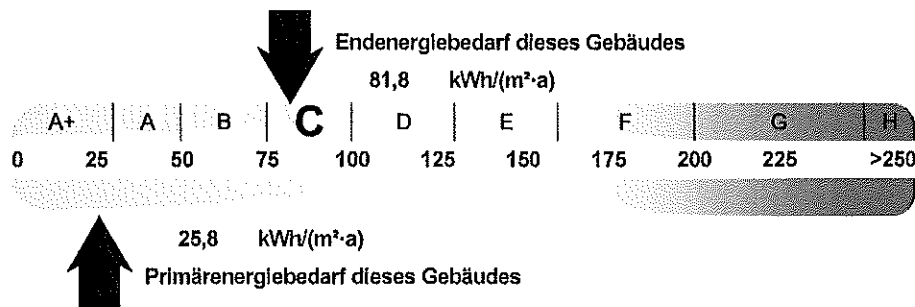 Endenergiebedarf dieses Gebäudes
81,8 kWh/(m²·a)
A+ A B C D E F G H
0 25 50 75 100 125 150 175 200 225 >250
25,8 kWh/(m²·a)
Primärenergiebedarf dieses Gebäudes